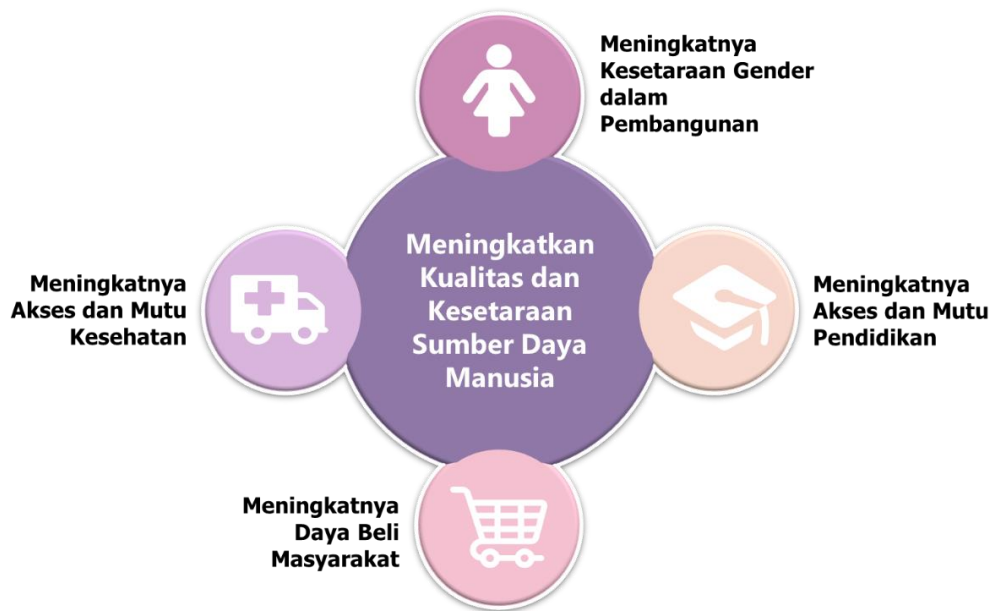 Meningkatnya
Kesetaraan Gender
dalam
Pembangunan
Meningkatkan
Kualitas dan
Kesetaraan
Sumber Daya
Manusia
Meningkatnya
Akses dan Mutu
Kesehatan
Meningkatnya
Akses dan Mutu
Pendidikan
Meningkatnya
Daya Beli
Masyarakat